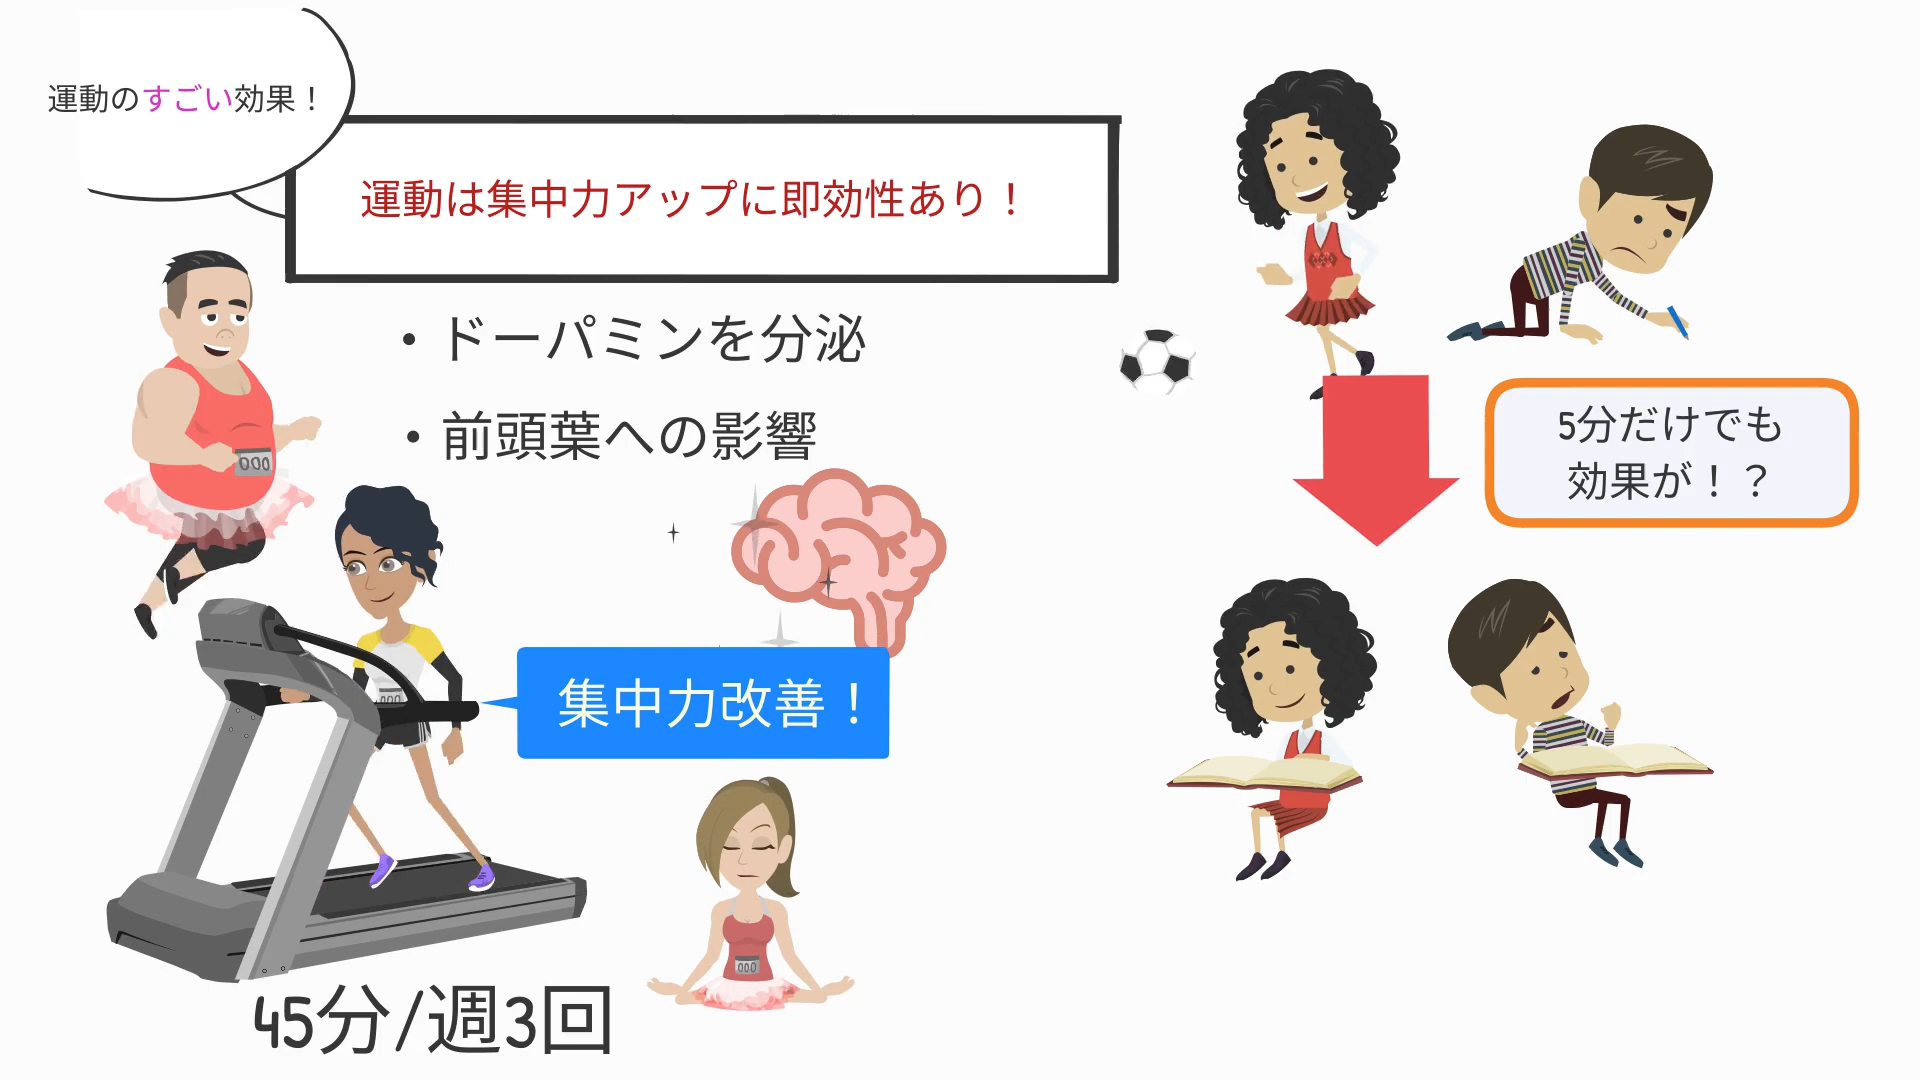 運動のすごい効果！
運動は集中力アップに即効性あり！
・ドーパミンを分泌
・前頭葉への影響
5分だけでも
効果が！？
000
000
集中力改善！
000
45分/週3回